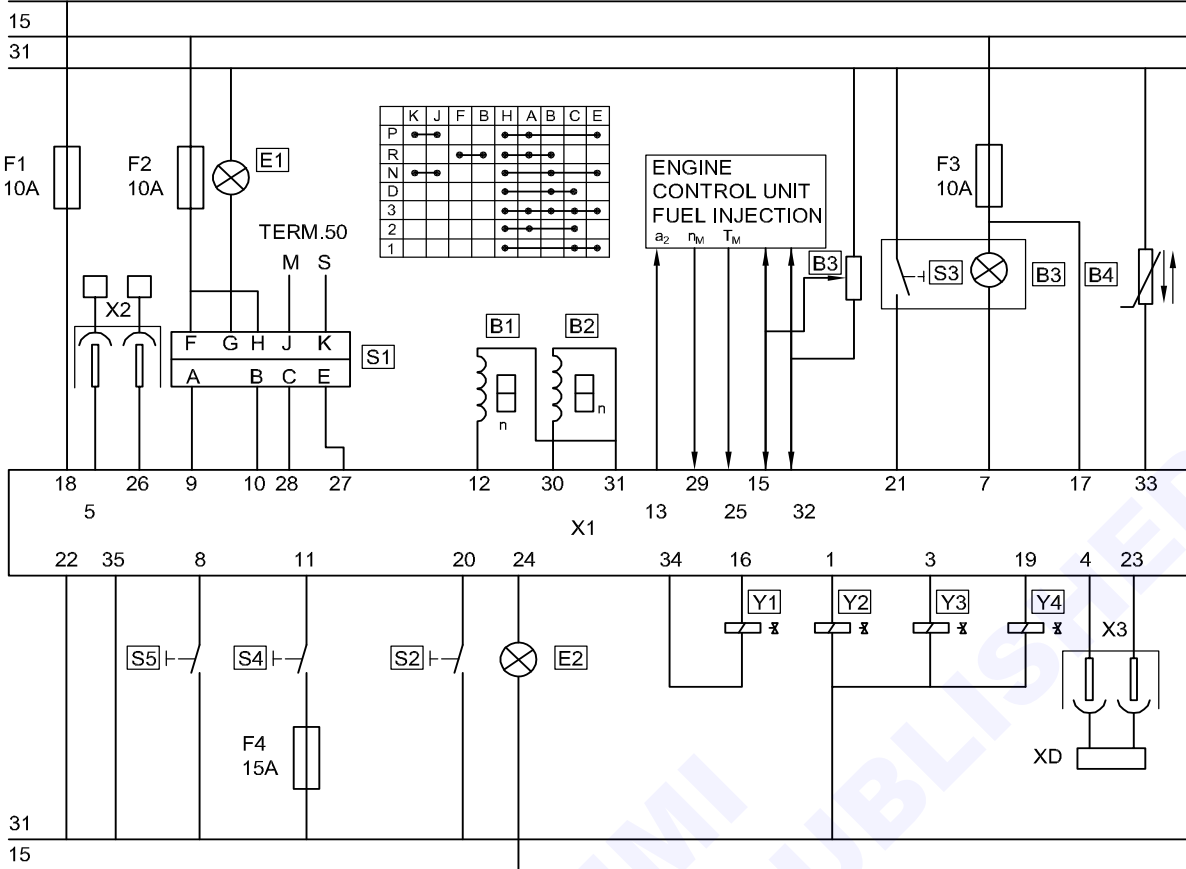 15
31
K J F B H A B C E
P
R
N
D
3
2
1
F1
10A
F2
10A
E1
TERM.50
M S
X2
F G H J K
A B C E
S1
B1
B2
n
n
ENGINE
CONTROL UNIT
FUEL INJECTION
a2 nM TM
B3
F3
10A
S3
B3
B4
18 26 9 10 28 27 12 30 31 29 15 21 7 17 33
5 13 25 32
X1
22 35 8 11 20 24 34 16 1 3 19 4 23
Y1 Y2 Y3 Y4
X3
S5 S4 S2 E2
F4
15A
XD
31
15
UMI
UBLISTHER